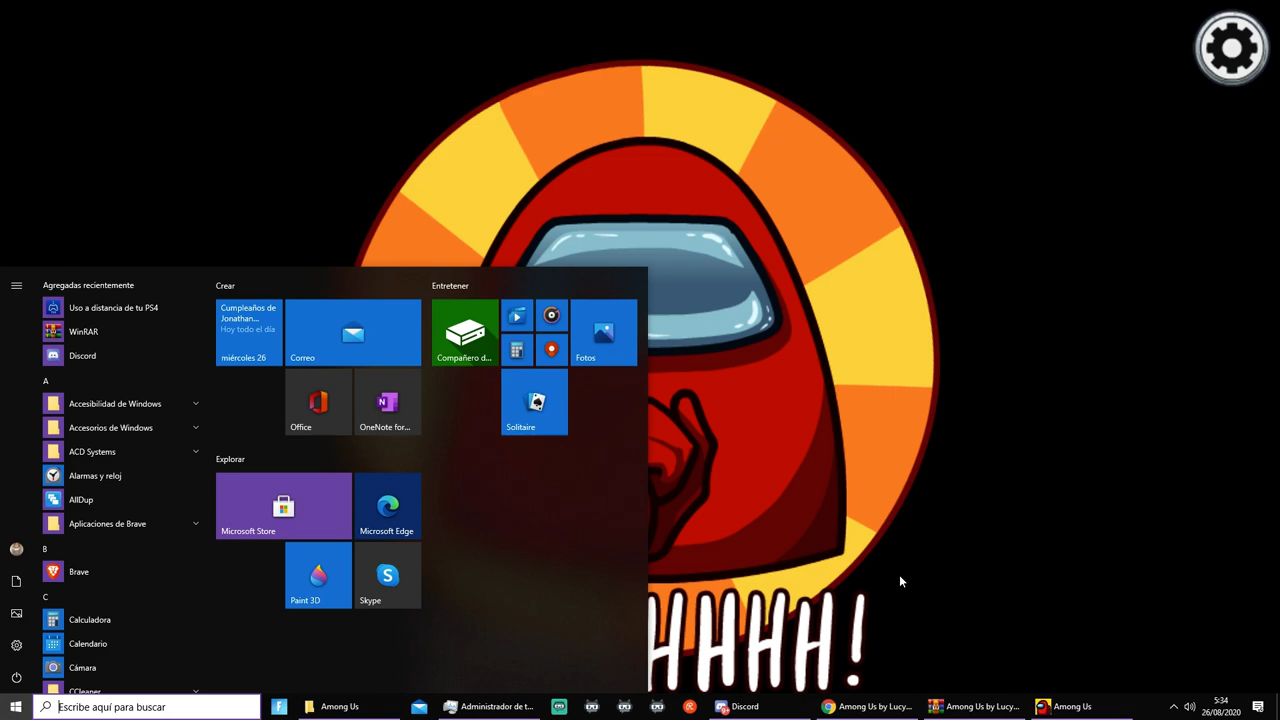 Agregadas recientemente
Uso a distancia de tu PS4
WinRAR
Discord
A
Accesibilidad de Windows
Accesorios de Windows
ACD Systems
Alarmas y reloj
AllDup
Aplicaciones de Brave
B
Brave
C
Calculadora
Calendario
Cámara
CCleaner
Crear
Cumpleaños de
Jonathan...
Hoy todo el día
miércoles 26
Correo
Office
OneNote for...
Explorar
Microsoft Store
Microsoft Edge
Paint 3D
Skype
Entretener
Compañero d...
Fotos
Solitaire
HHHH!
Escribe aquí para buscar
Among Us
Administrador de t...
Discord
Among Us by Lucy...
Among Us by Lucy...
Among Us
5:34
26/08/2020